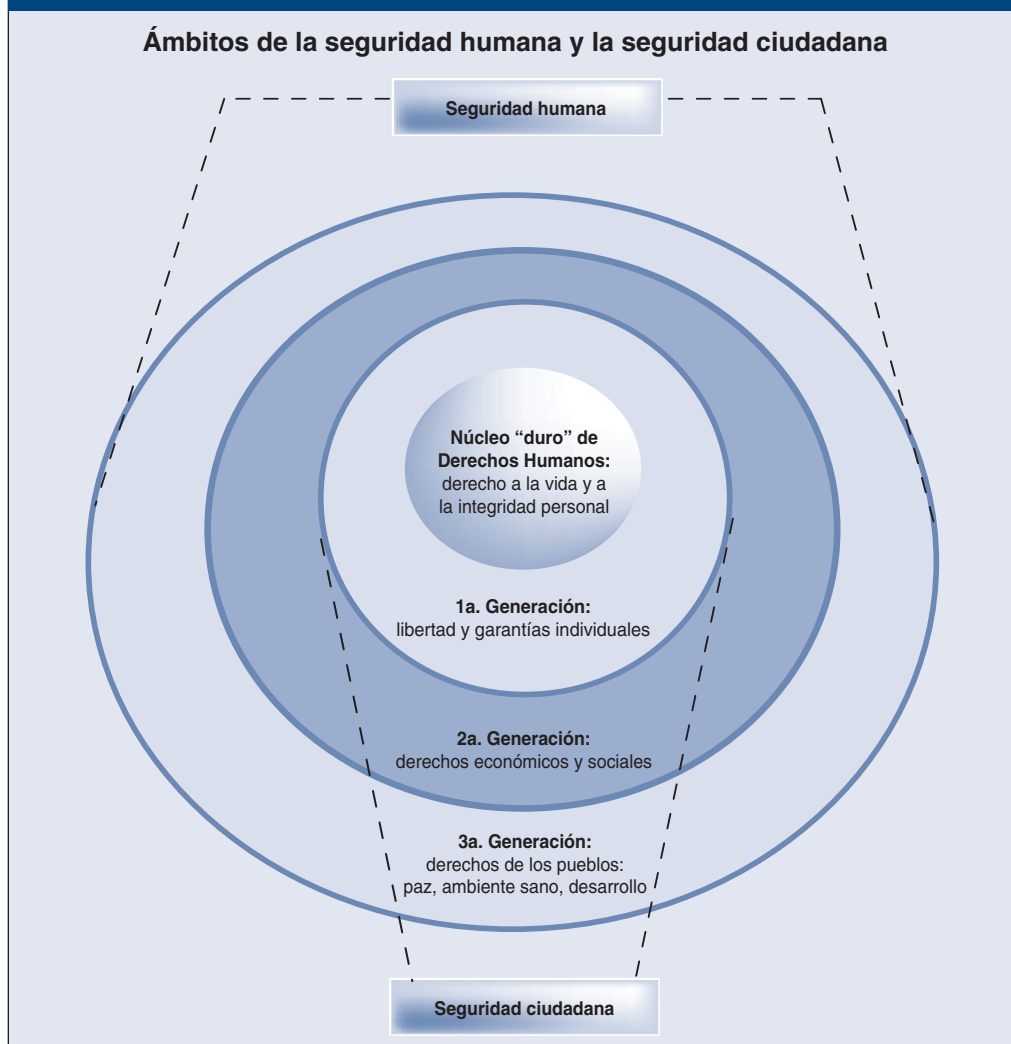 Ámbitos de la seguridad humana y la seguridad ciudadana
Seguridad humana
Núcleo “duro” de
Derechos Humanos:
derecho a la vida y a
la integridad personal
1a. Generación:
libertad y garantías individuales
2a. Generación:
derechos económicos y sociales
3a. Generación:
derechos de los pueblos:
paz, ambiente sano, desarrollo
Seguridad ciudadana